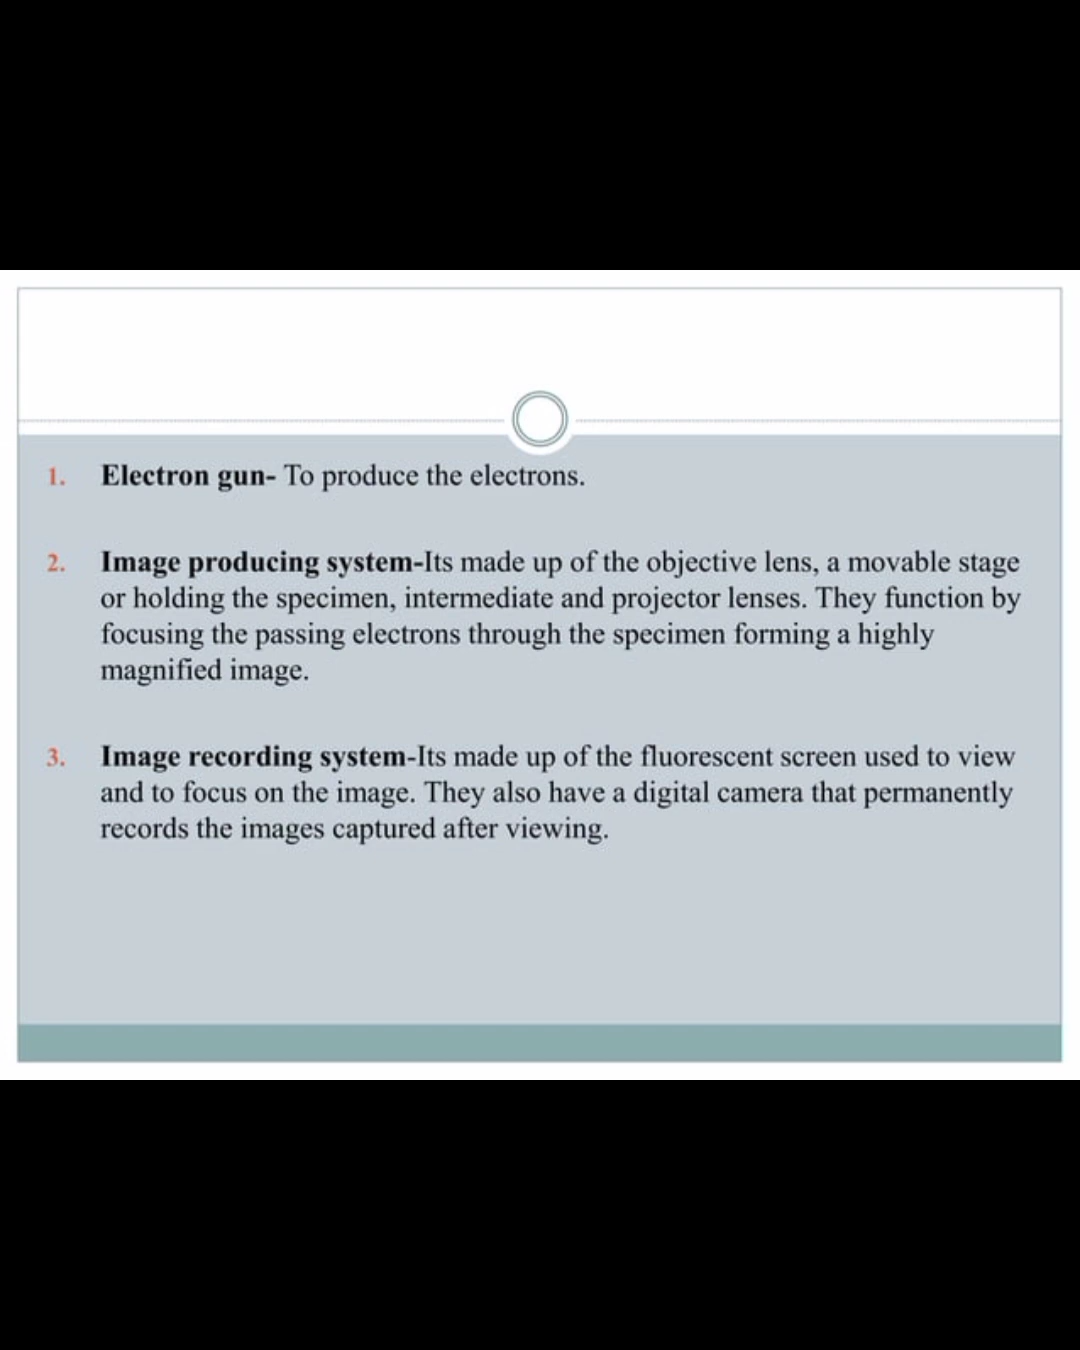 1. Electron gun- To produce the electrons.
2. Image producing system-Its made up of the objective lens, a movable stage
or holding the specimen, intermediate and projector lenses. They function by
focusing the passing electrons through the specimen forming a highly
magnified image.
3. Image recording system-Its made up of the fluorescent screen used to view
and to focus on the image. They also have a digital camera that permanently
records the images captured after viewing.